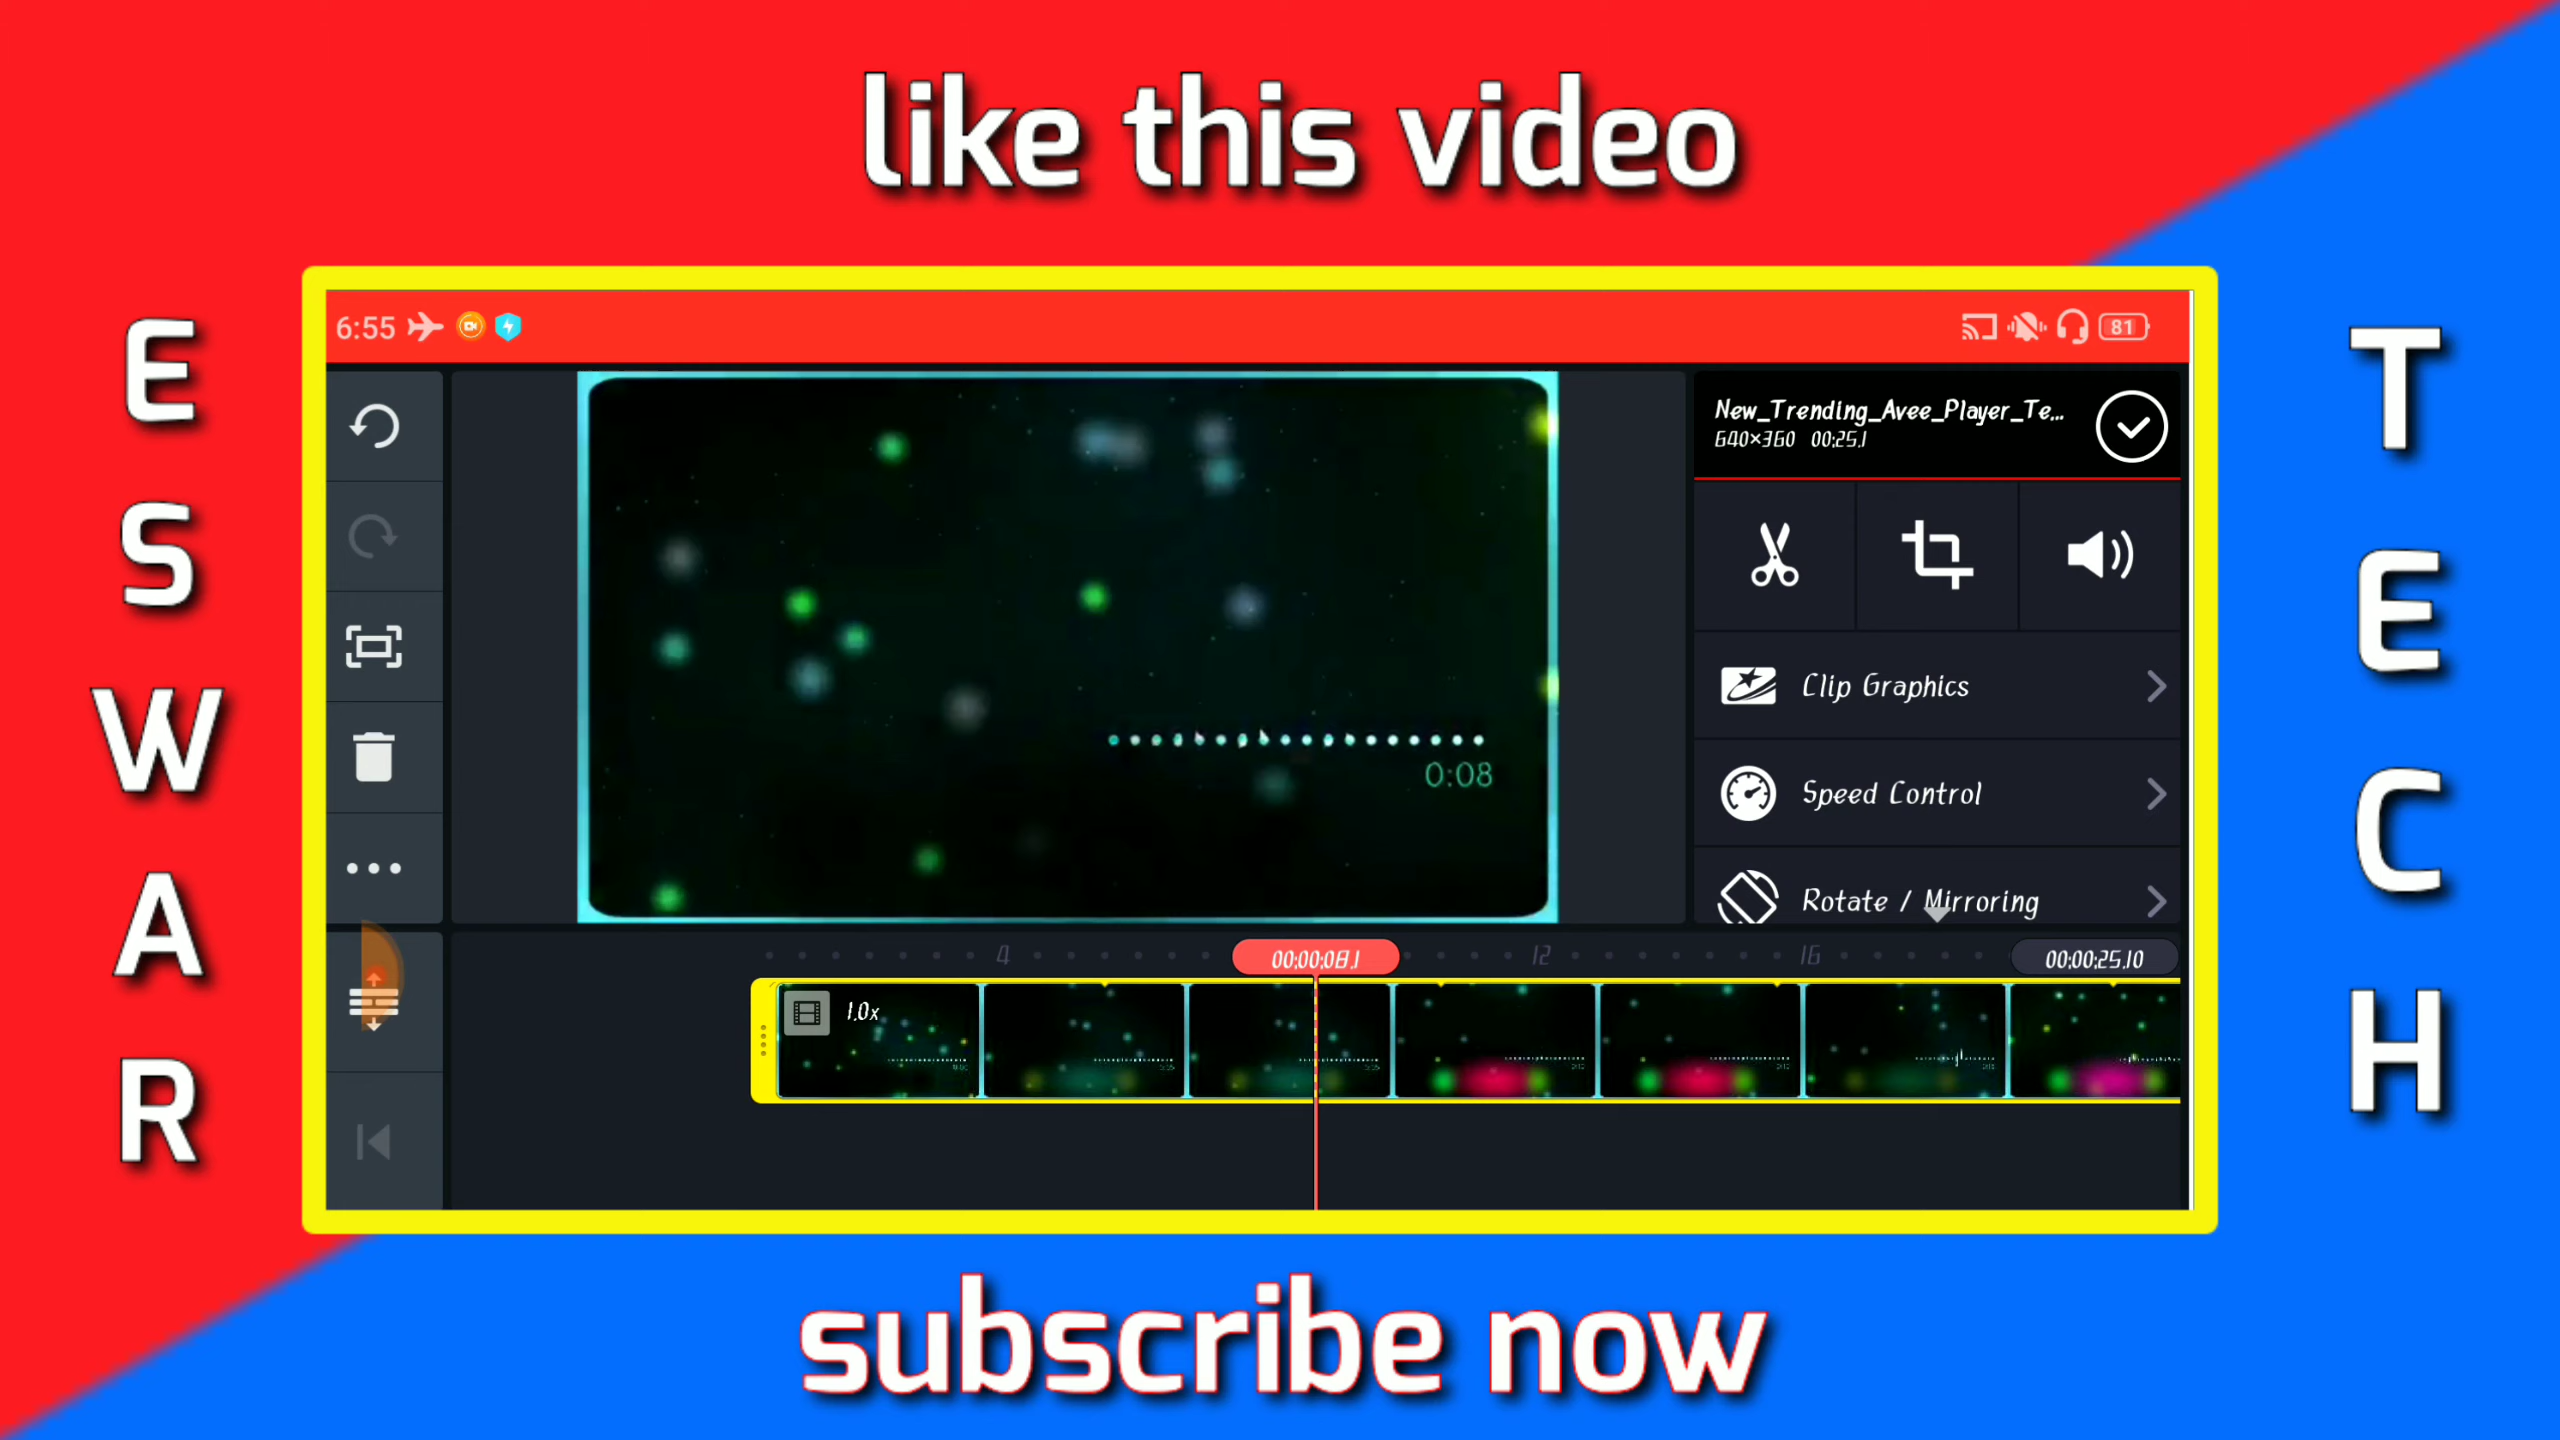 like this video
E
S
W
A
R
T
E
C
H
6:55
81
New_Trending_Avee_Player_Te...
640×360 00:25.1
Clip Graphics
Speed Control
Rotate / Mirroring
0:08
4
00:00:08.1
12
16
00:00:25.10
1.0x
subscribe now